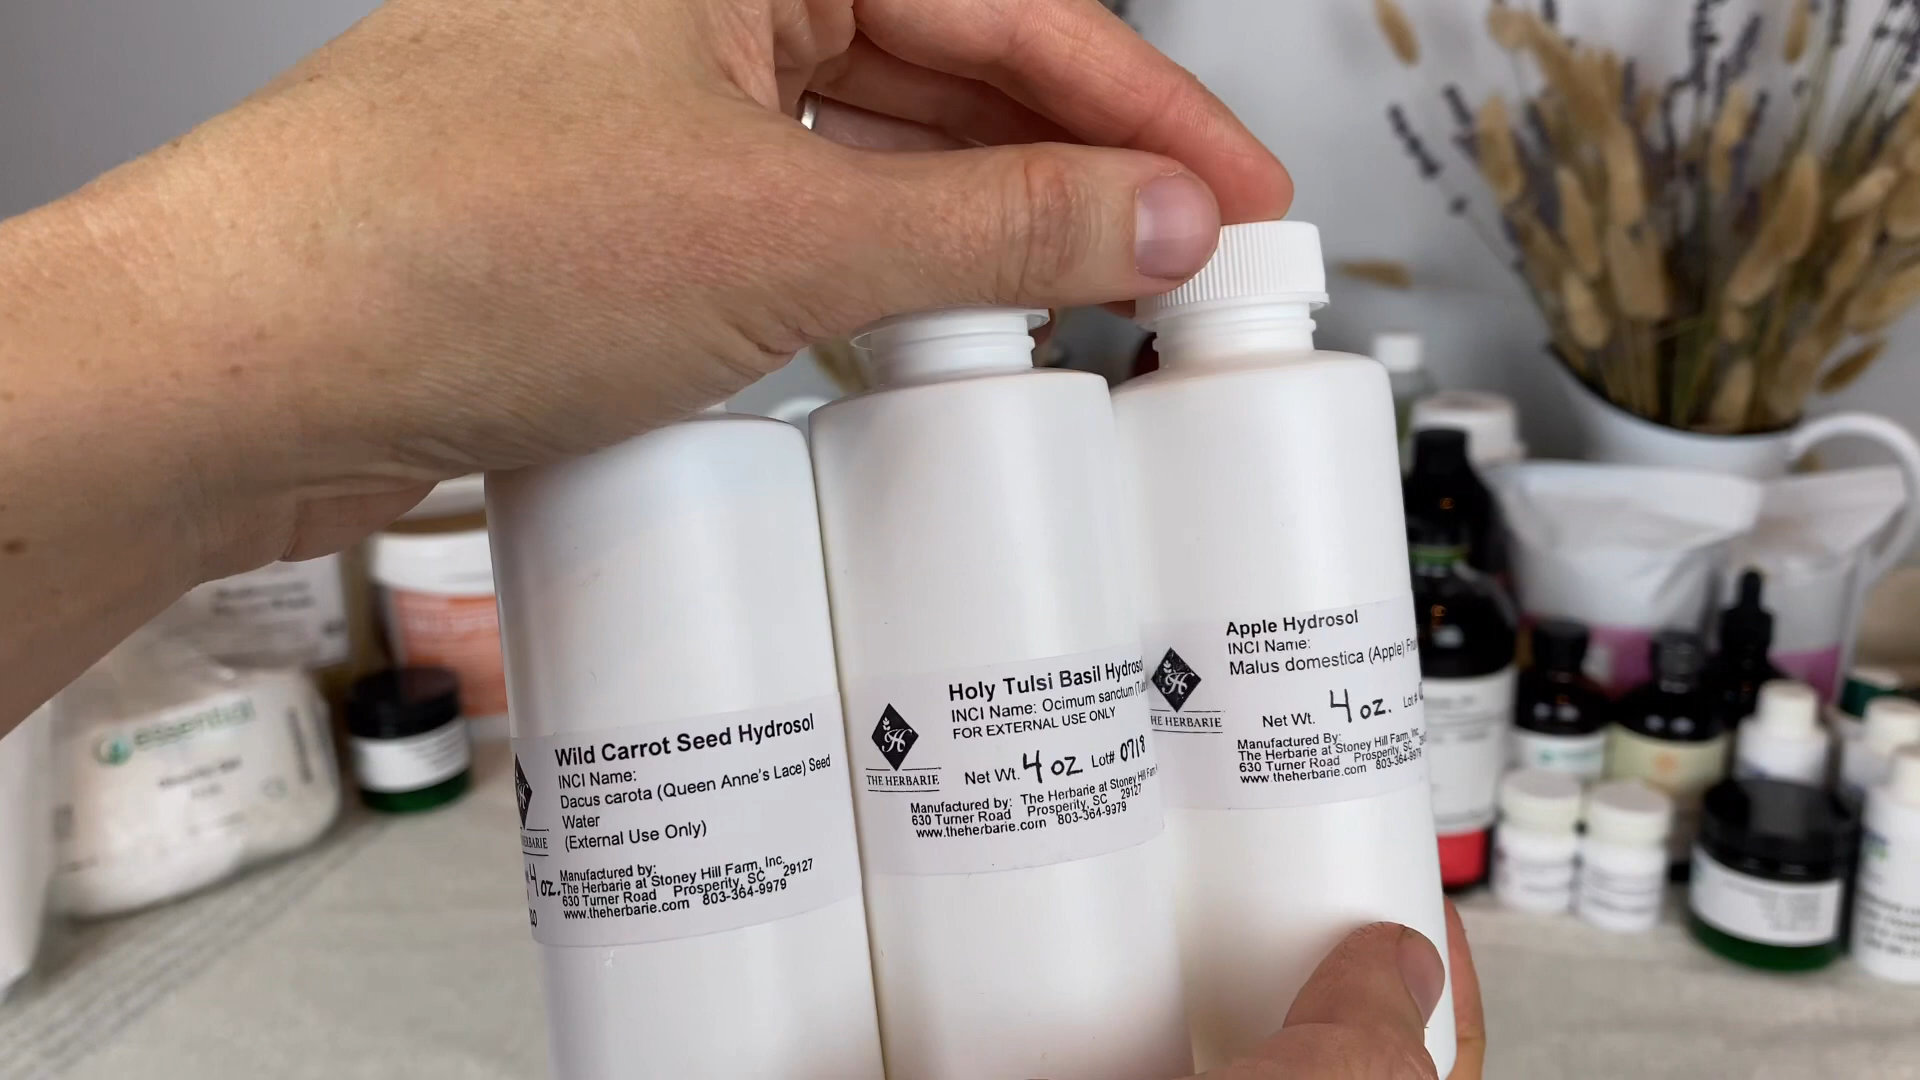 Wild Carrot Seed Hydrosol
INCI Name:
Dacus carota (Queen Anne's Lace) Seed
Water
(External Use Only)
4 oz.
Manufactured by:
The Herbarie at Stoney Hill Farm, Inc.
630 Turner Road Prosperity, SC 29127
www.theherbarie.com 803-364-9979
Holy Tulsi Basil Hydrosol
INCI Name: Ocimum sanctum
FOR EXTERNAL USE ONLY
H
THE HERBARIE
Net Wt. 4 oz Lot# 0718
Manufactured by: The Herbarie at Stoney Hill Farm
630 Turner Road Prosperity, SC 29127
www.theherbarie.com 803-364-9979
Apple Hydrosol
INCI Name:
Malus domestica (Apple)
H
THE HERBARIE
Net Wt. 4 oz. Lot#
Manufactured By:
The Herbarie at Stoney Hill Farm, Inc.
630 Turner Road Prosperity, SC
www.theherbarie.com 803-364-9979
essential